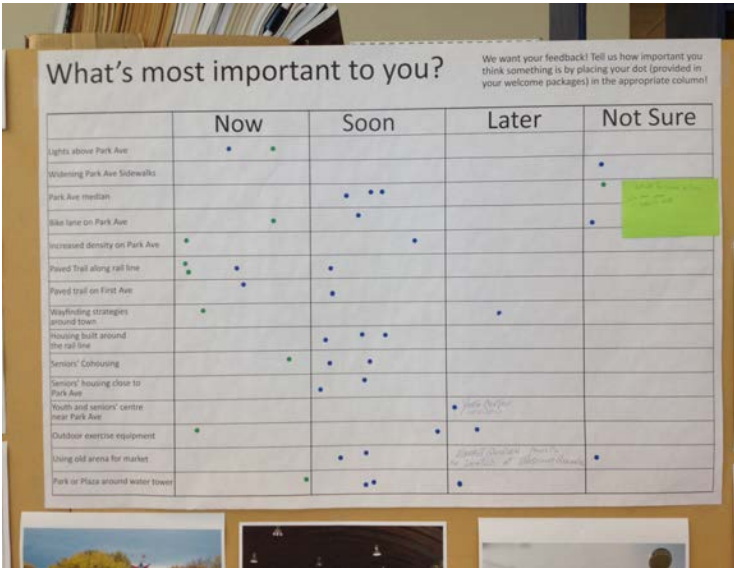 What's most important to you?
We want your feedback! Tell us how important you
think something is by placing your dot (provided in
your welcome packages) in the appropriate column!
Now Soon Later Not Sure
Lights above Park Ave
Widening Park Ave Sidewalks
Park Ave median
Bike lane on Park Ave
Increased density on Park Ave
Paved Trail along rail line
Paved trail on First Ave
Wayfinding strategies
around town
Housing built around
the rail line
Seniors' Cohousing
Seniors' housing close to
Park Ave
Youth and seniors' centre
near Park Ave
Outdoor exercise equipment
Using old arena for market
Park or Plaza around water tower